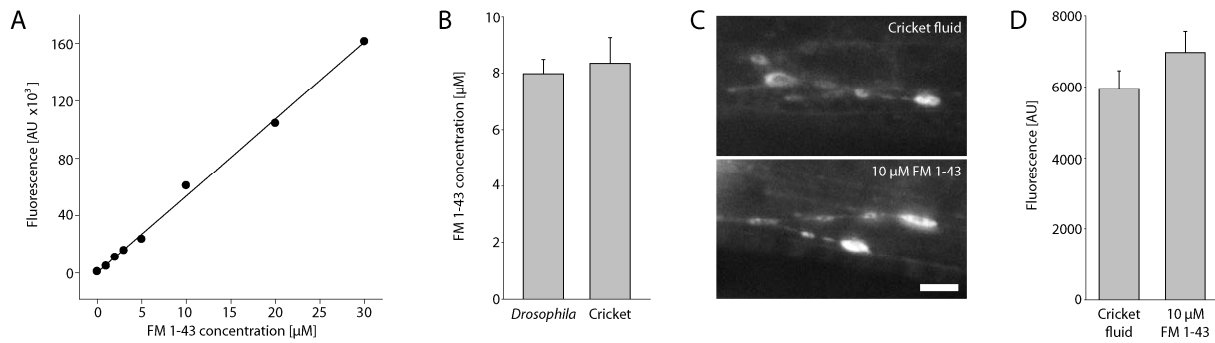 A
Fluorescence [AU x10³]
160
120
80
40
0
0 5 10 15 20 25 30
FM 1-43 concentration [µM]
B
FM 1-43 concentration [µM]
10
8
6
4
2
0
Drosophila Cricket
C
Cricket fluid
10 µM FM 1-43
D
Fluorescence [AU]
8000
6000
4000
2000
0
Cricket
fluid
10 µM
FM 1-43